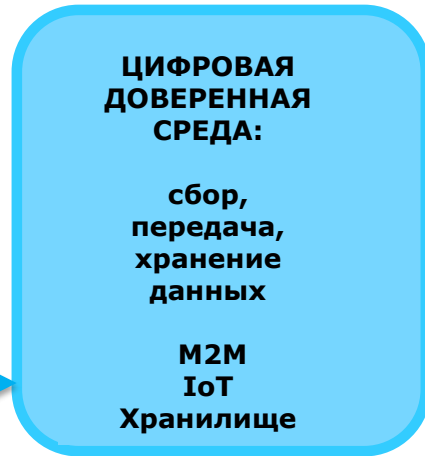 ЦИФРОВАЯ
ДОВЕРЕННАЯ
СРЕДА:
сбор,
передача,
хранение
данных
M2M
IoT
Хранилище